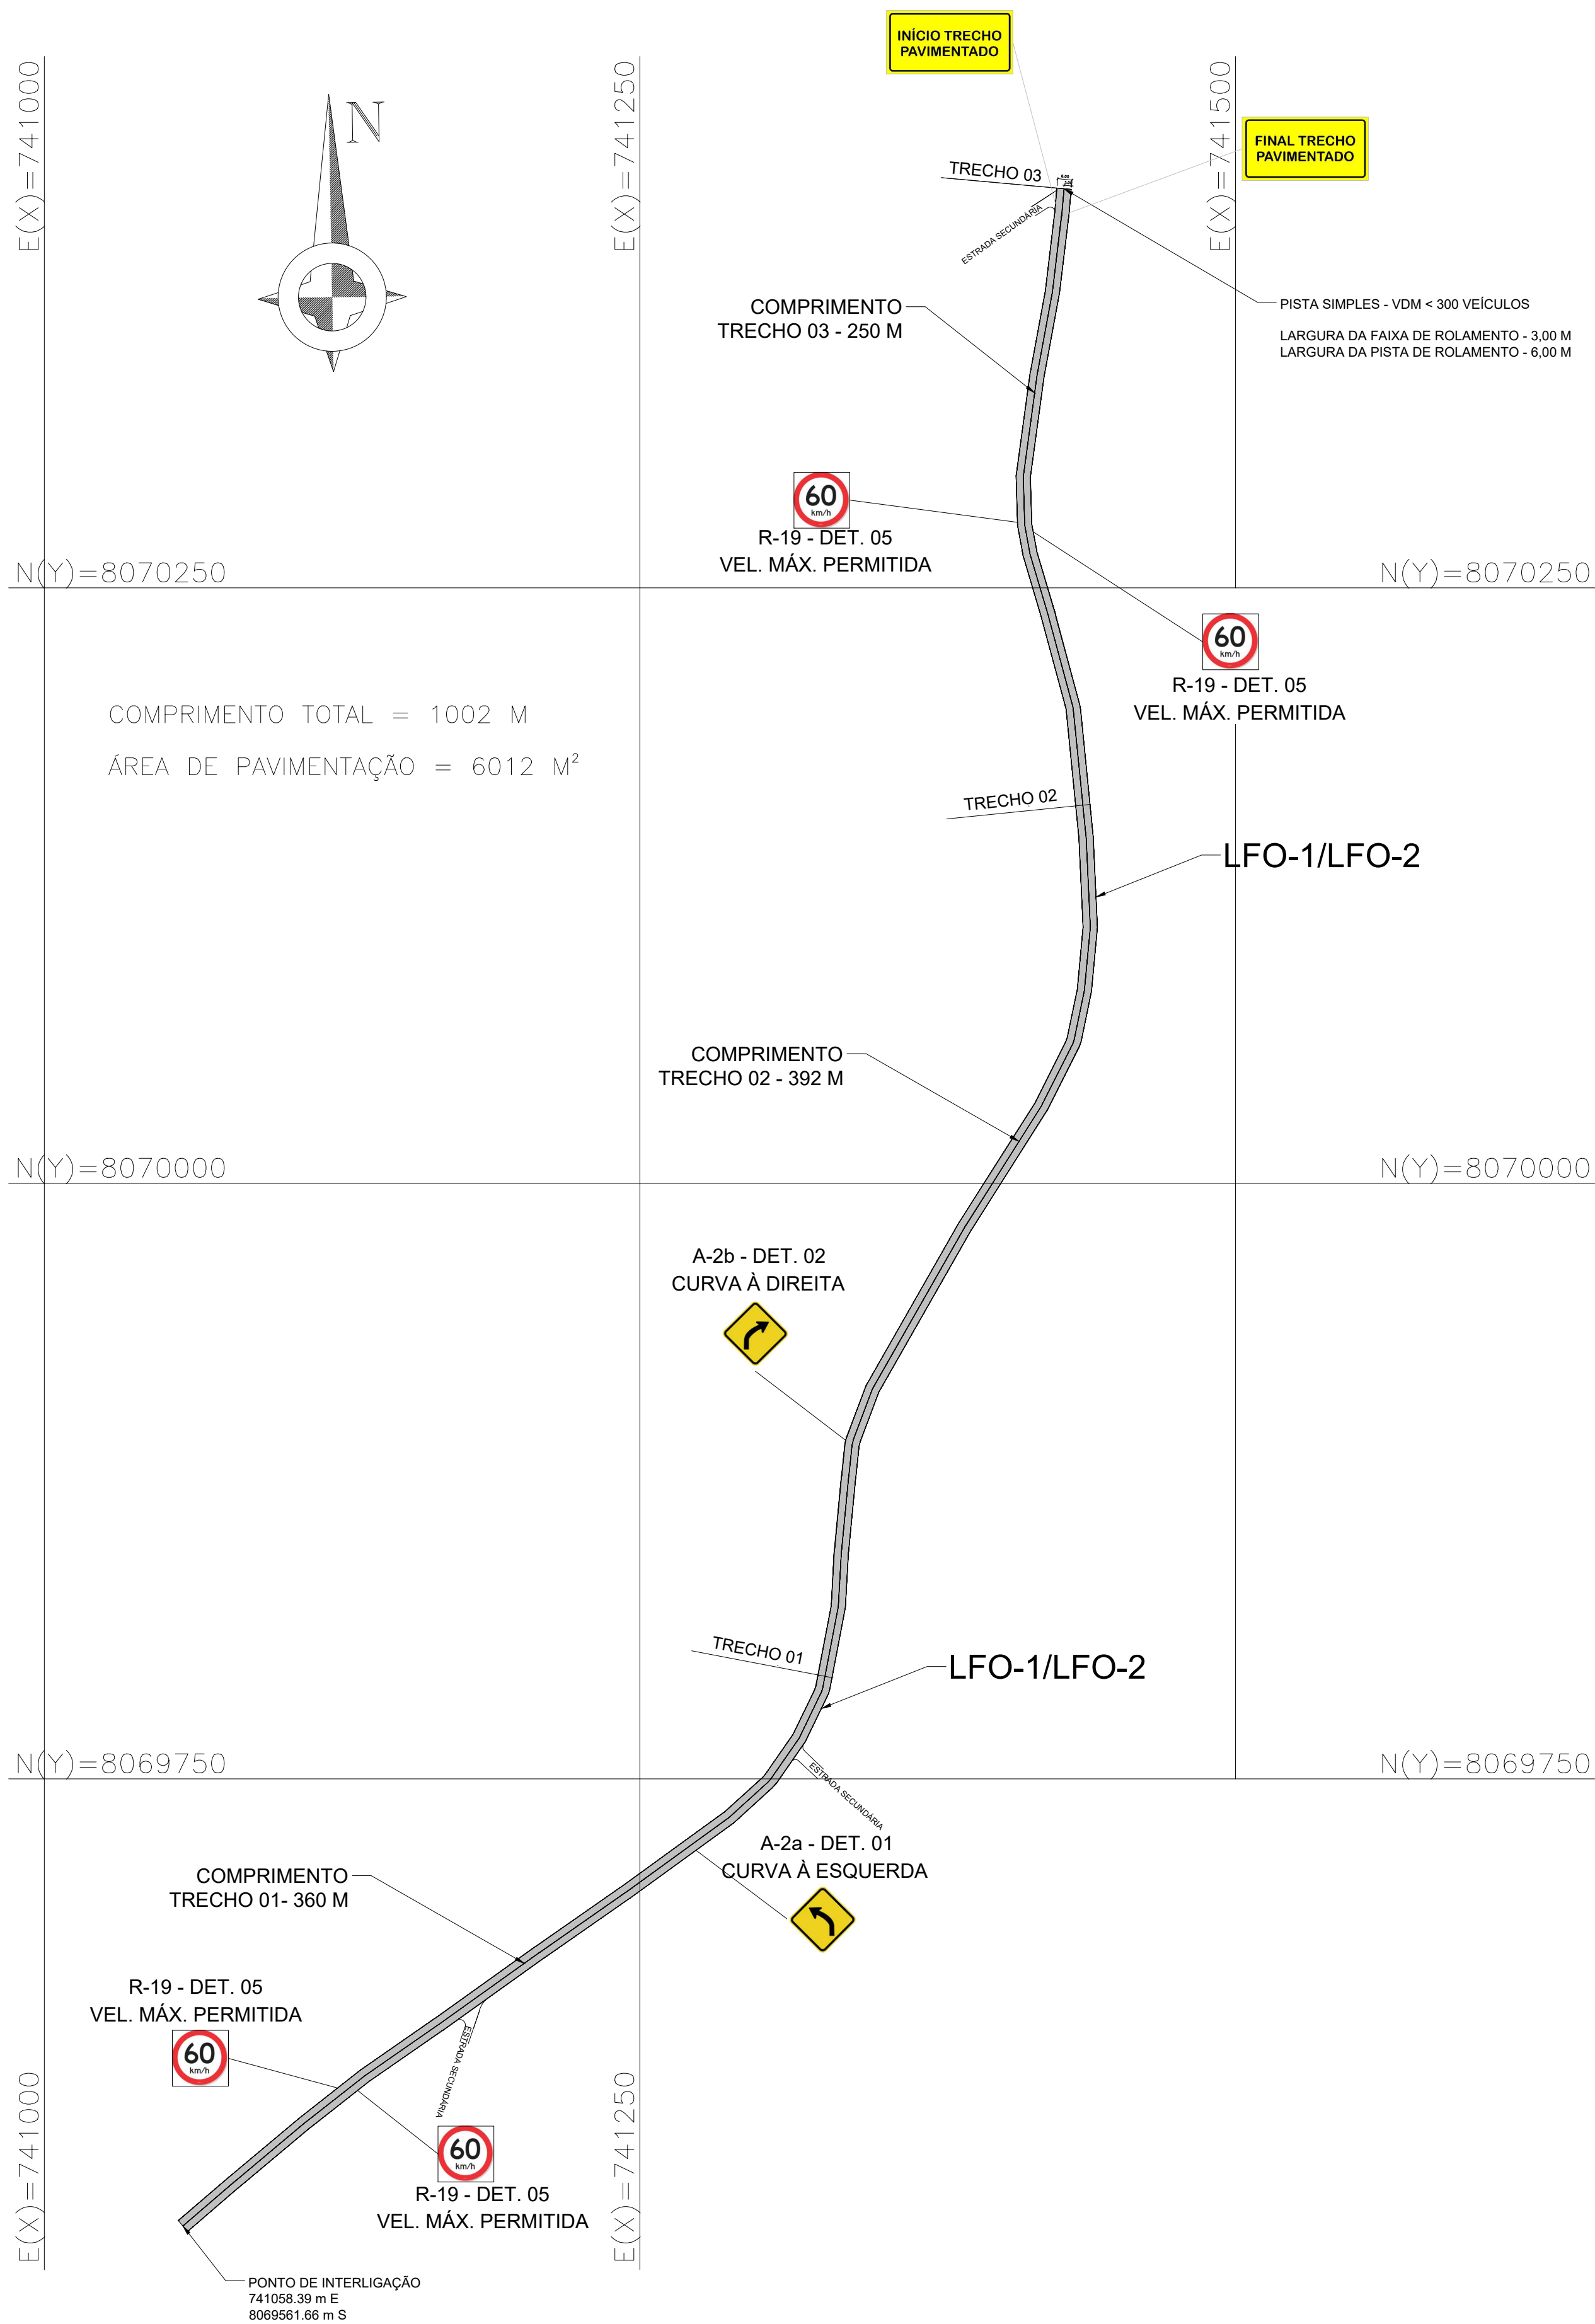 INÍCIO TRECHO
PAVIMENTADO
E(X)=741000
E(X)=741250
E(X)=741500
N
FINAL TRECHO
PAVIMENTADO
TRECHO 03
6,00
ESTRADA SECUNDÁRIA
COMPRIMENTO
TRECHO 03 - 250 M
PISTA SIMPLES - VDM < 300 VEÍCULOS
LARGURA DA FAIXA DE ROLAMENTO - 3,00 M
LARGURA DA PISTA DE ROLAMENTO - 6,00 M
60
km/h
R-19 - DET. 05
VEL. MÁX. PERMITIDA
N(Y)=8070250
N(Y)=8070250
60
km/h
R-19 - DET. 05
VEL. MÁX. PERMITIDA
COMPRIMENTO TOTAL = 1002 M
ÁREA DE PAVIMENTAÇÃO = 6012 M²
TRECHO 02
LFO-1/LFO-2
COMPRIMENTO
TRECHO 02 - 392 M
N(Y)=8070000
N(Y)=8070000
A-2b - DET. 02
CURVA À DIREITA
TRECHO 01
LFO-1/LFO-2
N(Y)=8069750
N(Y)=8069750
ESTRADA SECUNDÁRIA
A-2a - DET. 01
CURVA À ESQUERDA
COMPRIMENTO
TRECHO 01- 360 M
R-19 - DET. 05
VEL. MÁX. PERMITIDA
60
km/h
ESTRADA SECUNDÁRIA
60
km/h
R-19 - DET. 05
VEL. MÁX. PERMITIDA
E(X)=741000
E(X)=741250
PONTO DE INTERLIGAÇÃO
741058.39 m E
8069561.66 m S